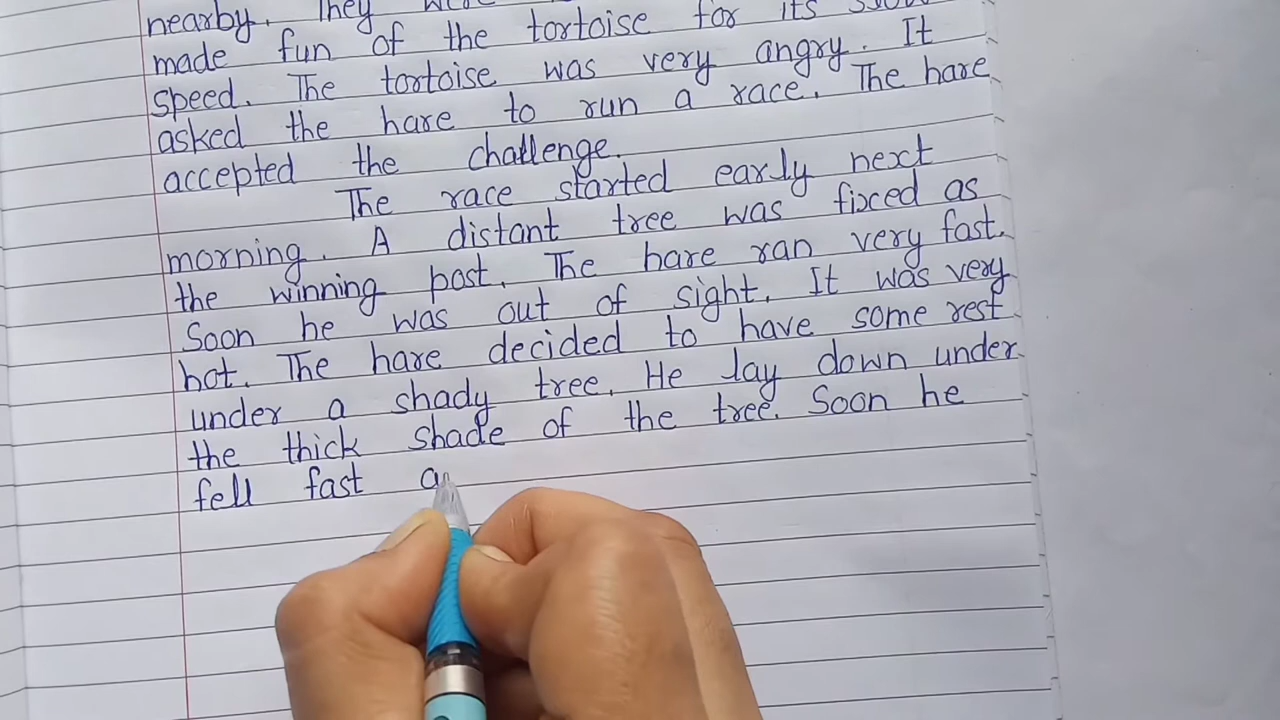 nearby. They
made fun of the tortoise for its
speed. The tortoise was very angry. It
asked the hare to run a race. The hare
accepted the challenge.
The race started early next
morning. A distant tree was fixed as
the winning post. The hare ran very fast.
Soon he was out of sight. It was very
hot. The hare decided to have some rest
under a shady tree. He lay down under
the thick shade of the tree. Soon he
fell fast a